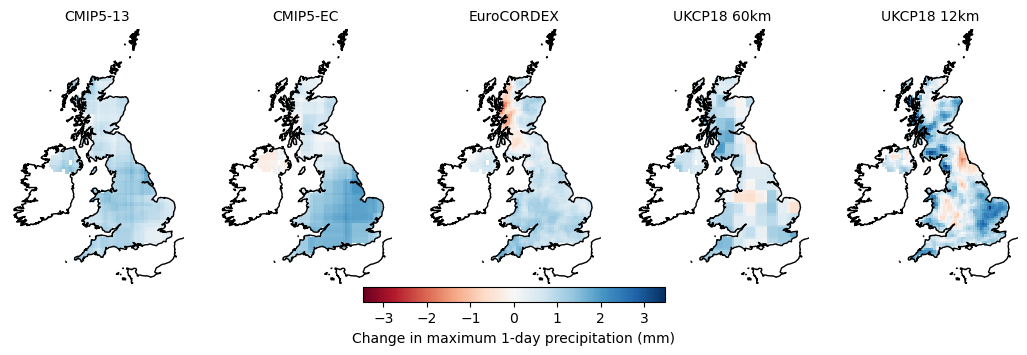 CMIP5-13 CMIP5-EC EuroCORDEX UKCP18 60km UKCP18 12km
−3 −2 −1 0 1 2 3
Change in maximum 1-day precipitation (mm)